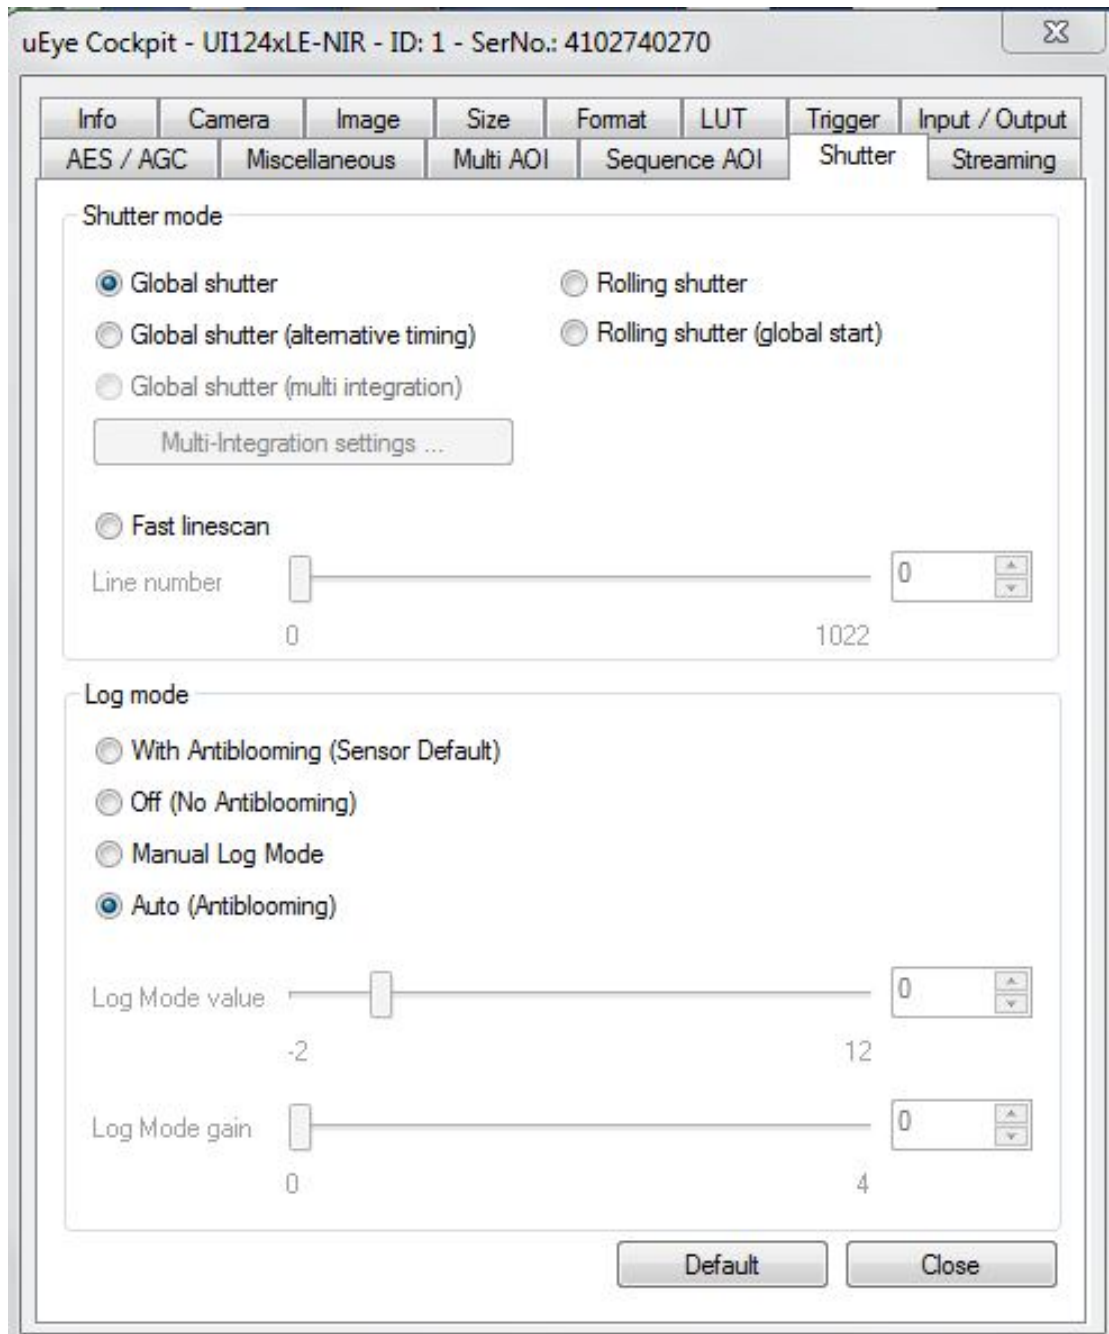 uEye Cockpit - UI124xLE-NIR - ID: 1 - SerNo.: 4102740270
Info Camera Image Size Format LUT Trigger Input / Output
AES / AGC Miscellaneous Multi AOI Sequence AOI Shutter Streaming
Shutter mode
Global shutter Rolling shutter
Global shutter (alternative timing) Rolling shutter (global start)
Global shutter (multi integration)
Multi-Integration settings ...
Fast linescan
Line number 0
0 1022
Log mode
With Antiblooming (Sensor Default)
Off (No Antiblooming)
Manual Log Mode
Auto (Antiblooming)
Log Mode value 0
-2 12
Log Mode gain 0
0 4
Default Close